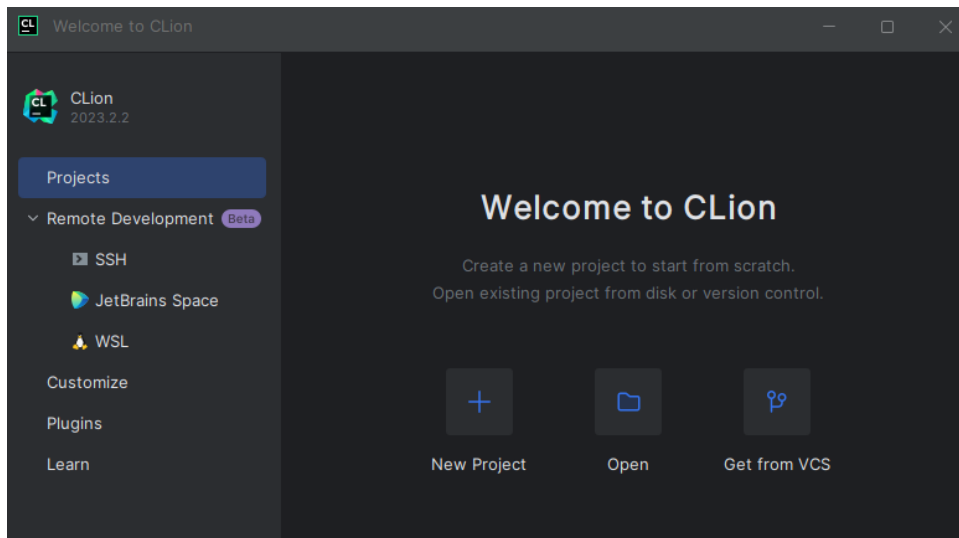 CL Welcome to CLion
CL CLion
2023.2.2
Projects
Remote Development Beta
SSH
JetBrains Space
WSL
Customize
Plugins
Learn
Welcome to CLion
Create a new project to start from scratch.
Open existing project from disk or version control.
New Project Open Get from VCS